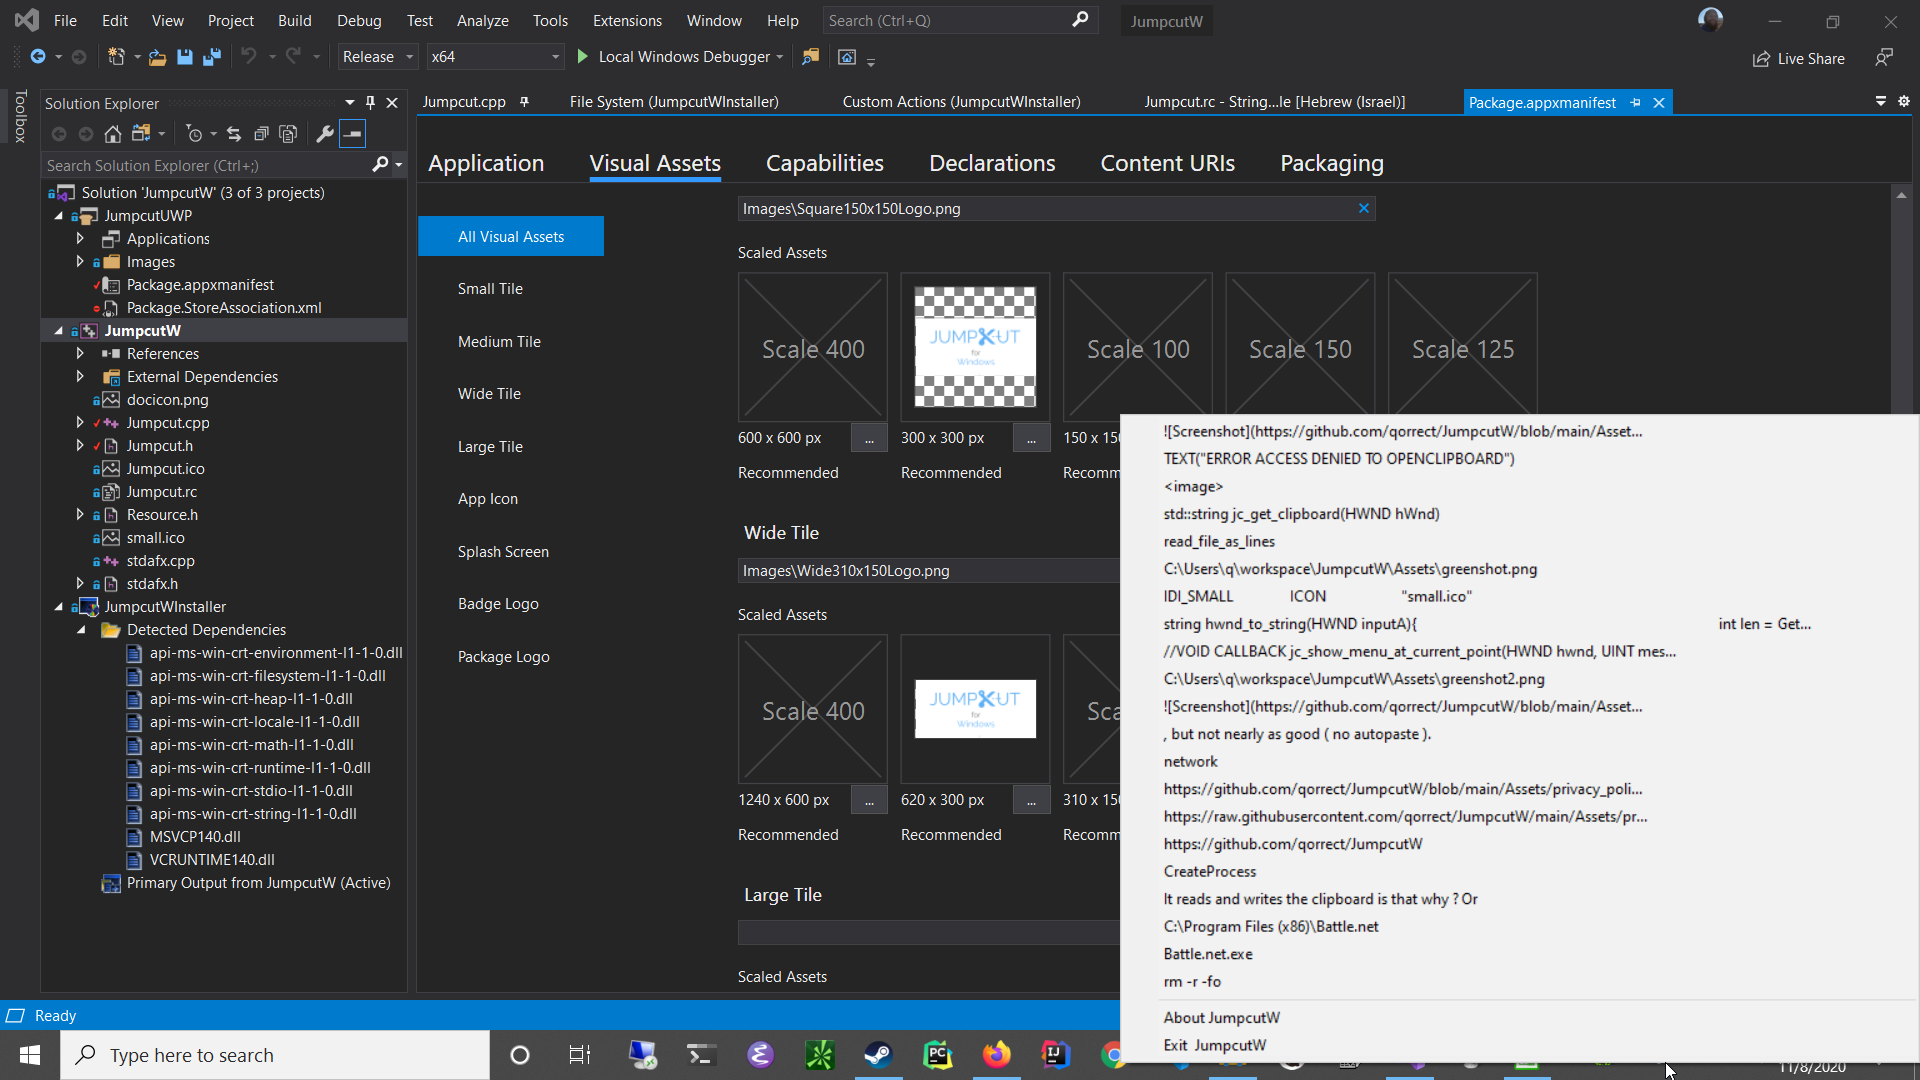 File Edit View Project Build Debug Test Analyze Tools Extensions Window Help Search (Ctrl+Q) JumpcutW
Release x64 Local Windows Debugger Live Share
Toolbox
Solution Explorer
Search Solution Explorer (Ctrl+;)
Solution 'JumpcutW' (3 of 3 projects)
JumpcutUWP
Applications
Images
Package.appxmanifest
Package.StoreAssociation.xml
JumpcutW
References
External Dependencies
docicon.png
Jumpcut.cpp
Jumpcut.h
Jumpcut.ico
Jumpcut.rc
Resource.h
small.ico
stdafx.cpp
stdafx.h
JumpcutWInstaller
Detected Dependencies
api-ms-win-crt-environment-l1-1-0.dll
api-ms-win-crt-filesystem-l1-1-0.dll
api-ms-win-crt-heap-l1-1-0.dll
api-ms-win-crt-locale-l1-1-0.dll
api-ms-win-crt-math-l1-1-0.dll
api-ms-win-crt-runtime-l1-1-0.dll
api-ms-win-crt-stdio-l1-1-0.dll
api-ms-win-crt-string-l1-1-0.dll
MSVCP140.dll
VCRUNTIME140.dll
Primary Output from JumpcutW (Active)
Jumpcut.cpp File System (JumpcutWInstaller) Custom Actions (JumpcutWInstaller) Jumpcut.rc - String...le [Hebrew (Israel)] Package.appxmanifest
Application Visual Assets Capabilities Declarations Content URIs Packaging
All Visual Assets
Small Tile
Medium Tile
Wide Tile
Large Tile
App Icon
Splash Screen
Badge Logo
Package Logo
Images\Square150x150Logo.png
Scaled Assets
Scale 400 JUMPCUT for Windows Scale 100 Scale 150 Scale 125
600 x 600 px ... 300 x 300 px ... 150 x 15
Recommended Recommended Recomm
Wide Tile
Images\Wide310x150Logo.png
Scaled Assets
Scale 400 JUMPCUT for Windows Sca
1240 x 600 px ... 620 x 300 px ... 310 x 15
Recommended Recommended Recomm
Large Tile
Scaled Assets
![Screenshot](https://github.com/qorrect/JumpcutW/blob/main/Asset...
TEXT("ERROR ACCESS DENIED TO OPENCLIPBOARD")
<image>
std::string jc_get_clipboard(HWND hWnd)
read_file_as_lines
C:\Users\q\workspace\JumpcutW\Assets\greenshot.png
IDI_SMALL ICON "small.ico"
string hwnd_to_string(HWND inputA){ int len = Get...
//VOID CALLBACK jc_show_menu_at_current_point(HWND hwnd, UINT mes...
C:\Users\q\workspace\JumpcutW\Assets\greenshot2.png
![Screenshot](https://github.com/qorrect/JumpcutW/blob/main/Asset...
, but not nearly as good ( no autopaste ).
network
https://github.com/qorrect/JumpcutW/blob/main/Assets/privacy_poli...
https://raw.githubusercontent.com/qorrect/JumpcutW/main/Assets/pr...
https://github.com/qorrect/JumpcutW
CreateProcess
It reads and writes the clipboard is that why ? Or
C:\Program Files (x86)\Battle.net
Battle.net.exe
rm -r -fo
About JumpcutW
Exit JumpcutW
Ready
Type here to search
PC
IJ
11/8/2020